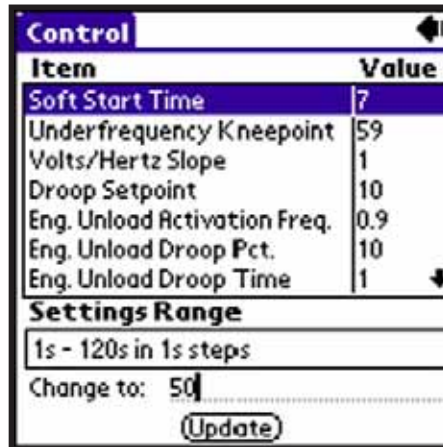 Control
Item Value
Soft Start Time 7
Underfrequency Kneepoint 59
Volts/Hertz Slope 1
Droop Setpoint 10
Eng. Unload Activation Freq. 0.9
Eng. Unload Droop Pct. 10
Eng. Unload Droop Time 1
Settings Range
1s - 120s in 1s steps
Change to: 50
Update